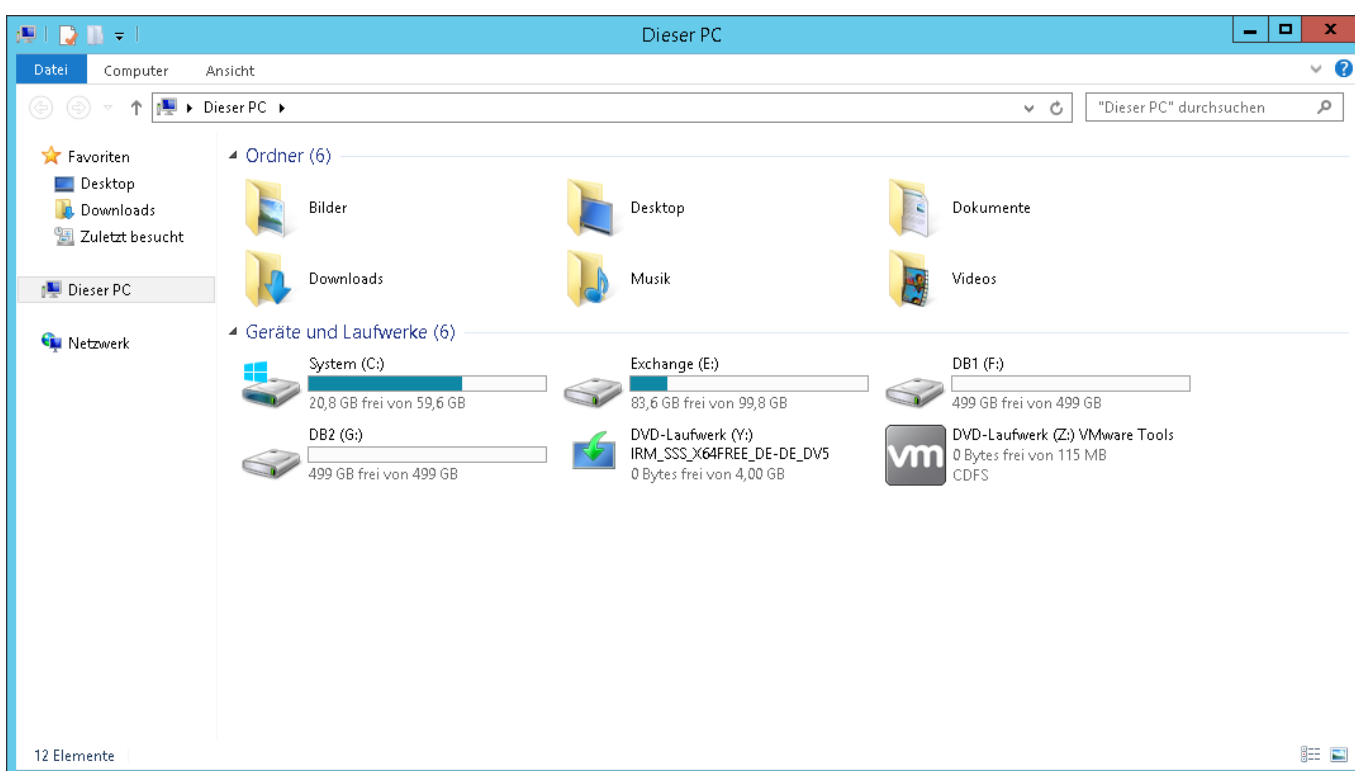 Dieser PC
Datei Computer Ansicht
Dieser PC "Dieser PC" durchsuchen
Favoriten
Desktop
Downloads
Zuletzt besucht
Dieser PC
Netzwerk
Ordner (6)
Bilder Desktop Dokumente
Downloads Musik Videos
Geräte und Laufwerke (6)
System (C:)
20,8 GB frei von 59,6 GB
Exchange (E:)
83,6 GB frei von 99,8 GB
DB1 (F:)
499 GB frei von 499 GB
DB2 (G:)
499 GB frei von 499 GB
DVD-Laufwerk (Y:)
IRM_SSS_X64FREE_DE-DE_DV5
0 Bytes frei von 4,00 GB
vm
DVD-Laufwerk (Z:) VMware Tools
0 Bytes frei von 115 MB
CDFS
12 Elemente